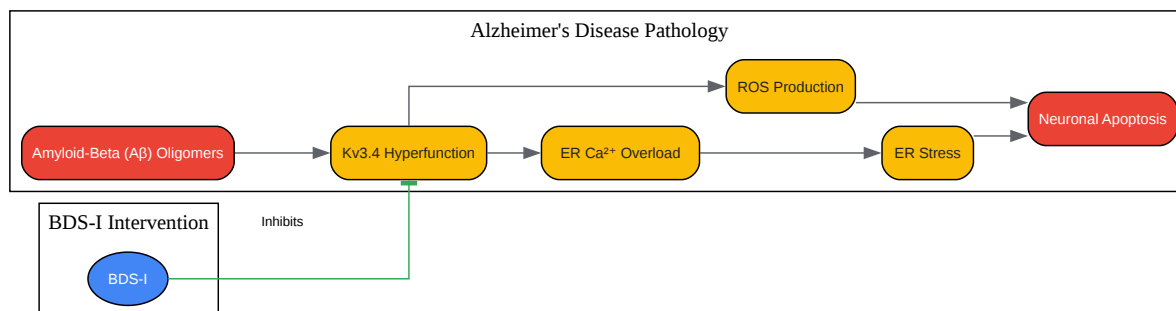 Alzheimer's Disease Pathology
ROS Production
Neuronal Apoptosis
Amyloid-Beta (Aβ) Oligomers
Kv3.4 Hyperfunction
ER Ca²⁺ Overload
ER Stress
BDS-I Intervention
Inhibits
BDS-I